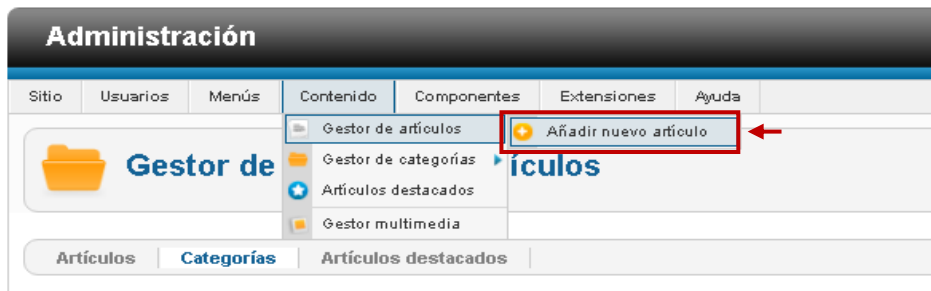 Administración
Sitio Usuarios Menús Contenido Componentes Extensiones Ayuda
Gestor de artículos Añadir nuevo artículo
Gestor de ículos
Gestor de categorías
Artículos destacados
Gestor multimedia
Artículos Categorías Artículos destacados